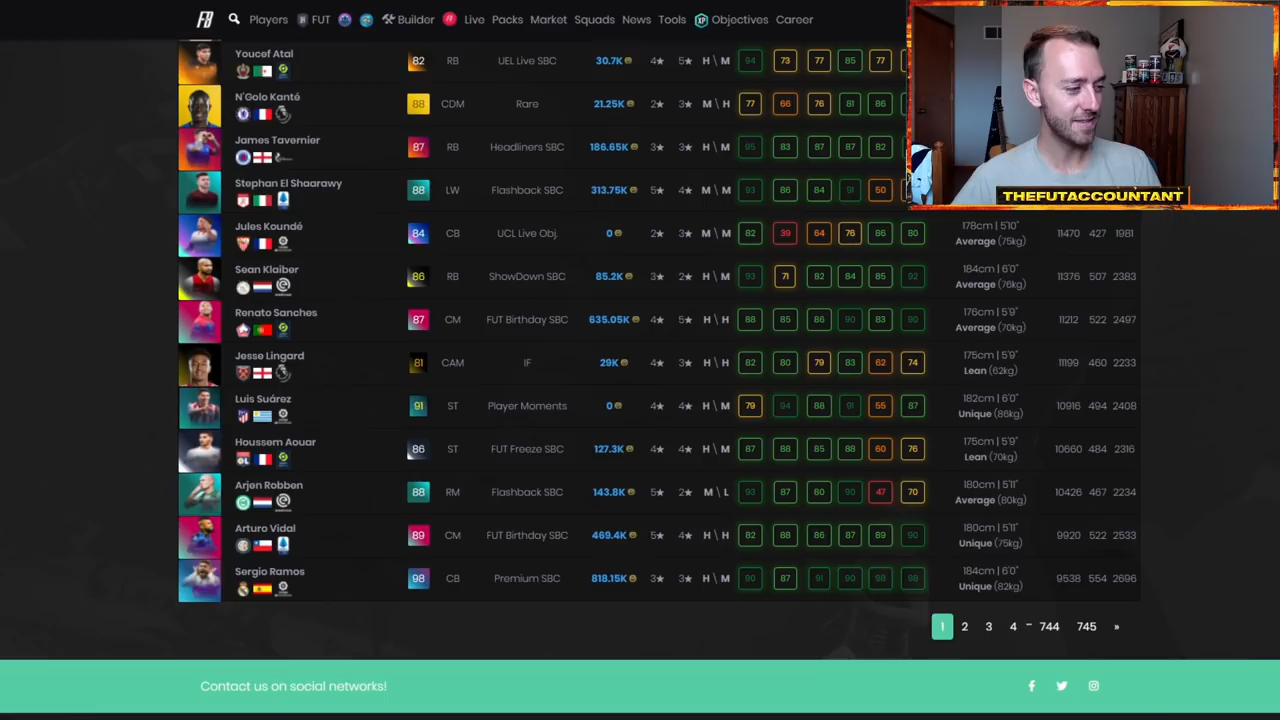 FB Players FUT Builder Live Packs Market Squads News Tools XP Objectives Career
THEFUTACCOUNTANT
Youcef Atal 82 RB UEL Live SBC 30.7K 4★ 5★ H \ M 94 73 77 85 77
N'Golo Kanté 88 CDM Rare 21.25K 2★ 3★ M \ H 77 66 76 81 86
James Tavernier 87 RB Headliners SBC 186.65K 3★ 3★ H \ M 95 83 87 87 82
Stephan El Shaarawy 88 LW Flashback SBC 313.75K 5★ 4★ M \ M 93 86 84 91 50
Jules Koundé 84 CB UCL Live Obj. 0 2★ 3★ M \ M 82 39 64 76 86 80 178cm | 5'10" Average (75kg) 11470 427 1981
Sean Klaiber 86 RB ShowDown SBC 85.2K 3★ 2★ H \ M 93 71 82 84 85 92 184cm | 6'0" Average (76kg) 11376 507 2383
Renato Sanches 87 CM FUT Birthday SBC 635.05K 4★ 5★ H \ H 88 85 86 90 83 90 176cm | 5'9" Average (70kg) 11212 522 2497
Jesse Lingard 81 CAM IF 29K 4★ 3★ H \ H 82 80 79 83 62 74 175cm | 5'9" Lean (62kg) 11199 460 2233
Luis Suárez 91 ST Player Moments 0 4★ 4★ H \ M 79 94 88 91 55 87 182cm | 6'0" Unique (86kg) 10916 494 2408
Houssem Aouar 86 ST FUT Freeze SBC 127.3K 4★ 4★ H \ M 87 88 85 88 60 76 175cm | 5'9" Lean (70kg) 10660 484 2316
Arjen Robben 88 RM Flashback SBC 143.8K 5★ 2★ M \ L 93 87 80 90 47 70 180cm | 5'11" Average (80kg) 10426 467 2234
Arturo Vidal 89 CM FUT Birthday SBC 469.4K 5★ 4★ H \ H 82 88 86 87 89 90 180cm | 5'11" Unique (75kg) 9920 522 2533
Sergio Ramos 98 CB Premium SBC 818.15K 3★ 3★ H \ M 90 87 91 90 98 98 184cm | 6'0" Unique (82kg) 9538 554 2696
1 2 3 4 - 744 745 »
Contact us on social networks!